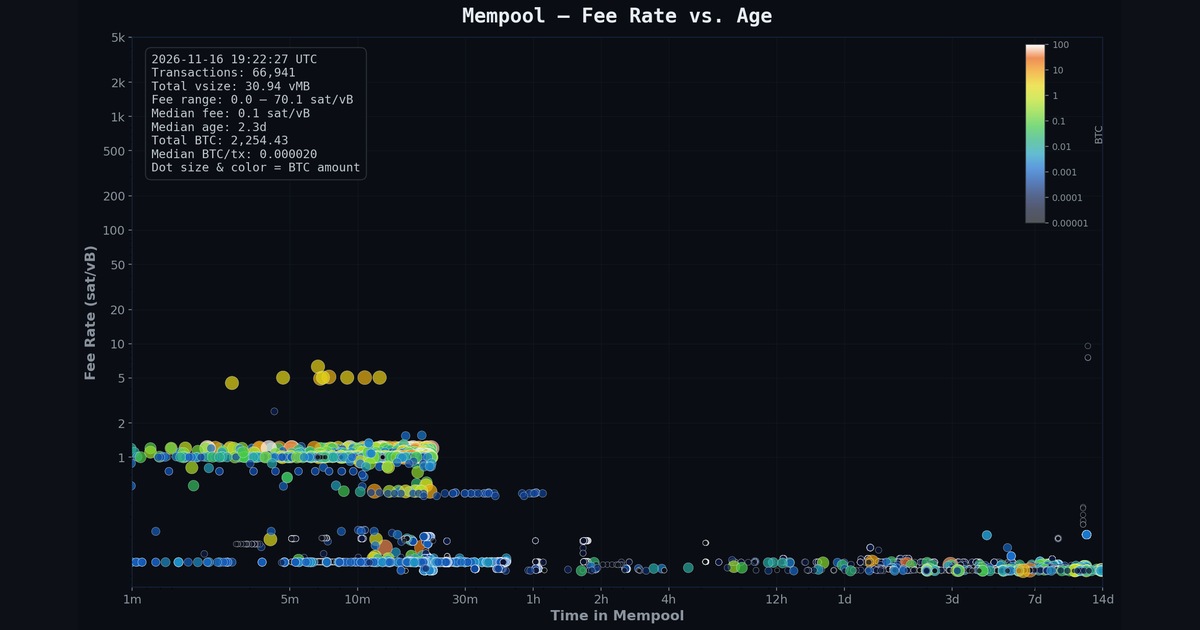 Mempool — Fee Rate vs. Age
2026-11-16 19:22:27 UTC
Transactions: 66,941
Total vsize: 30.94 vMB
Fee range: 0.0 — 70.1 sat/vB
Median fee: 0.1 sat/vB
Median age: 2.3d
Total BTC: 2,254.43
Median BTC/tx: 0.000020
Dot size & color = BTC amount
100
10
1
0.1
0.01
0.001
0.0001
0.00001
BTC
Fee Rate (sat/vB)
5k
2k
1k
500
200
100
50
20
10
5
2
1
1m 5m 10m 30m 1h 2h 4h 12h 1d 3d 7d 14d
Time in Mempool